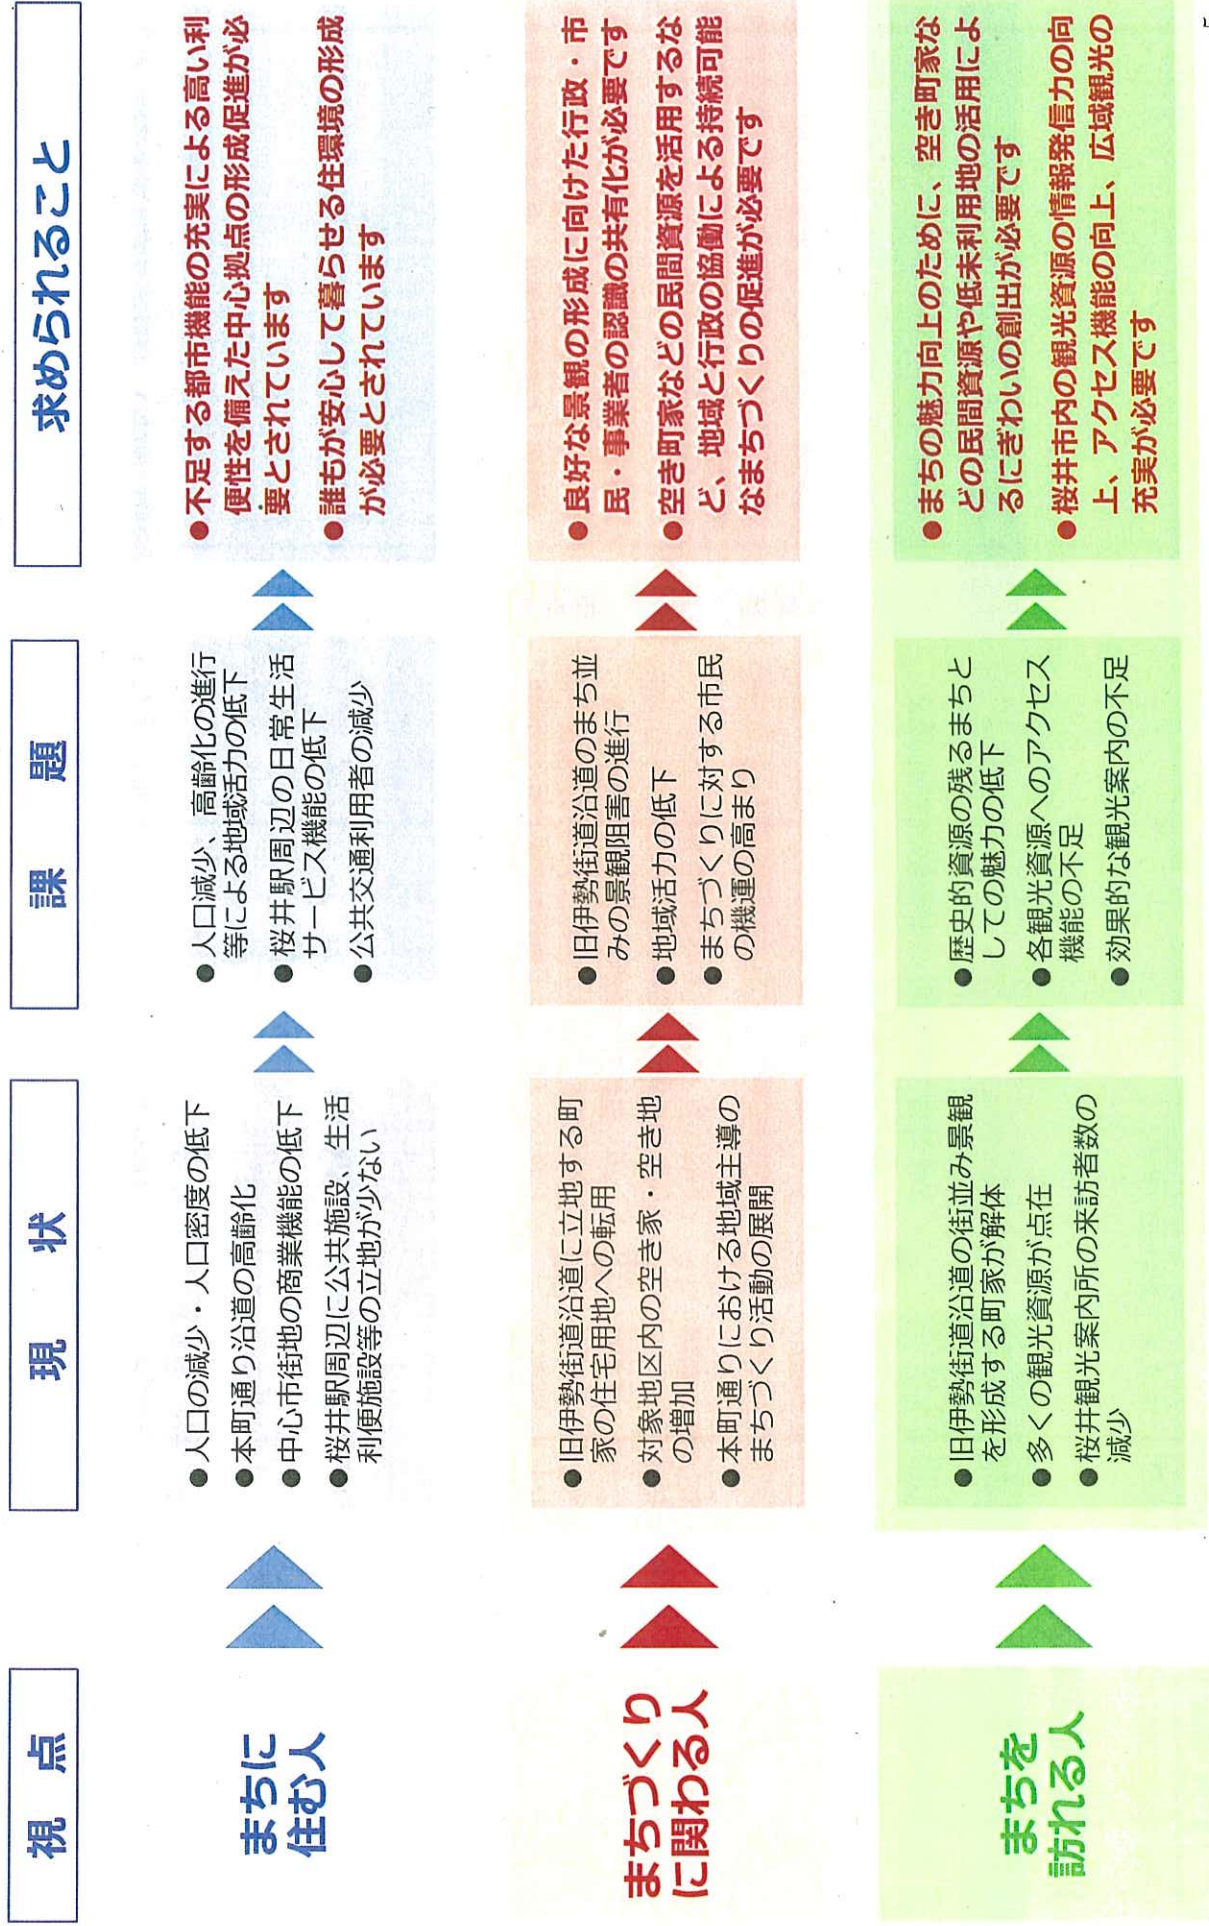 視　点
現　状
課　題
求められること
まちに
住む人
●人口の減少・人口密度の低下
●本町通り沿道の高齢化
●中心市街地の商業機能の低下
●桜井駅周辺に公共施設、生活
利便施設等の立地が少ない
●人口減少、高齢化の進行
等による地域活力の低下
●桜井駅周辺の日常生活
サービス機能の低下
●公共交通利用者の減少
●不足する都市機能の充実による高い利
便性を備えた中心拠点の形成促進が必
要とされています
●誰もが安心して暮らせる住環境の形成
が必要とされています
まちづくり
に関わる人
●旧伊勢街道沿道に立地する町
家の住宅用地への転用
●対象地区内の空き家・空き地
の増加
●本町通りにおける地域主導の
まちづくり活動の展開
●旧伊勢街道沿道のまち並
みの景観阻害の進行
●地域活力の低下
●まちづくりに対する市民
の機運の高まり
●良好な景観の形成に向けた行政・市
民・事業者の認識の共有化が必要です
●空き町家などの民間資源を活用するな
ど、地域と行政の協働による持続可能
なまちづくりの促進が必要です
まちを
訪れる人
●旧伊勢街道沿道の街並み景観
を形成する町家が解体
●多くの観光資源が点在
●桜井観光案内所の来訪者数の
減少
●歴史的資源の残るまちと
しての魅力の低下
●各観光資源へのアクセス
機能の不足
●効果的な観光案内の不足
●まちの魅力向上のために、空き町家な
どの民間資源や低未利用地の活用によ
るにぎわいの創出が必要です
●桜井市内の観光資源の情報発信力の向
上、アクセス機能の向上、広域観光の
充実が必要です